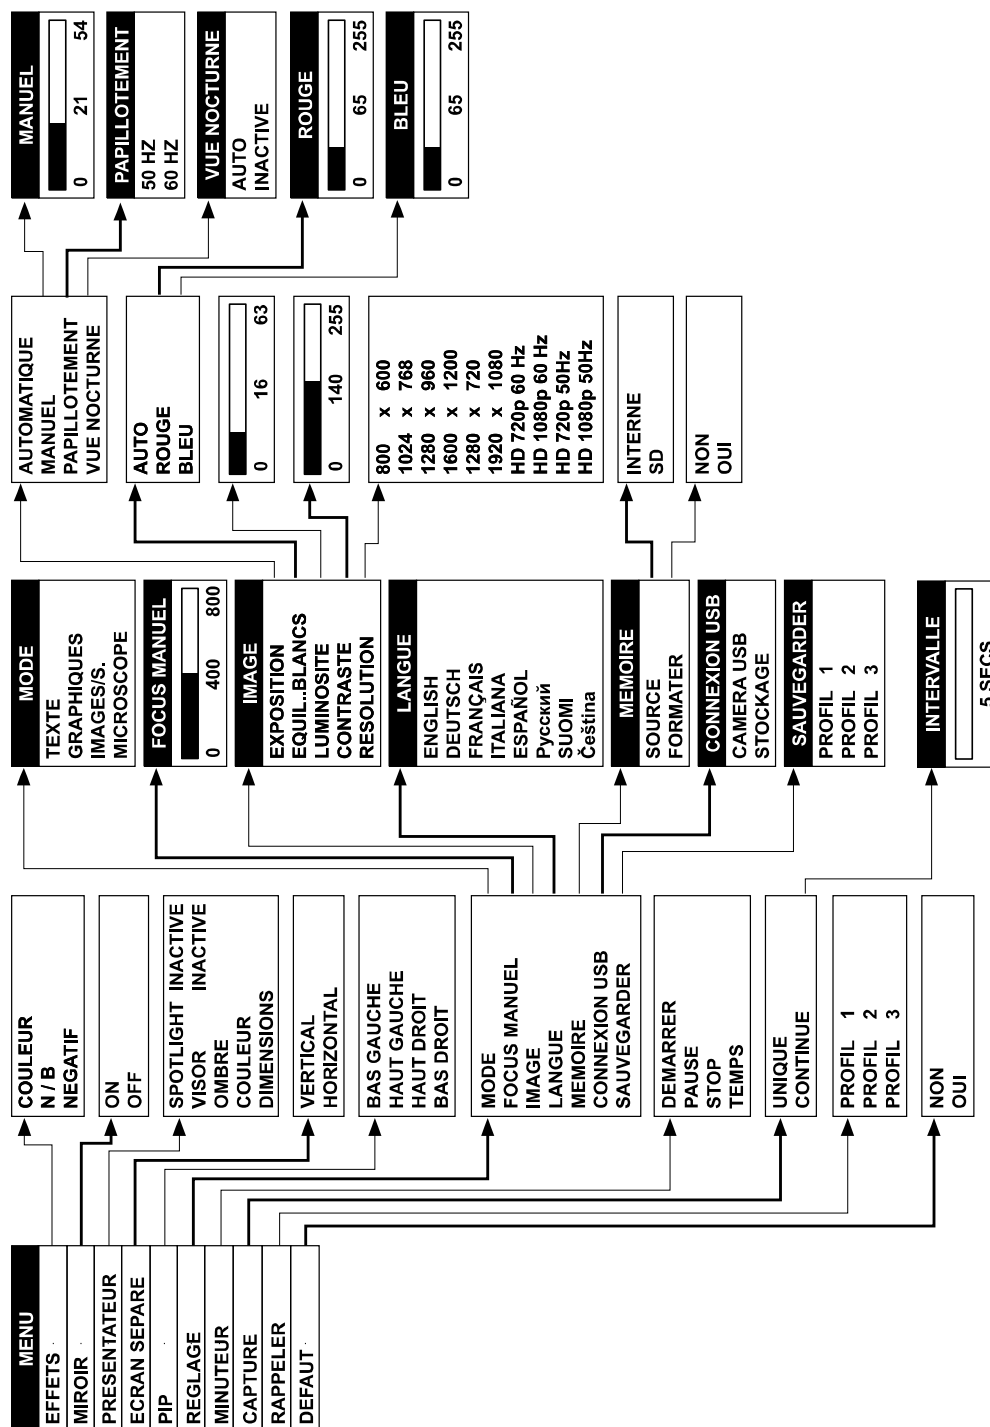 MENU
EFFETS
MIROIR
PRESENTATEUR
ECRAN SEPARE
PIP
REGLAGE
MINUTEUR
CAPTURE
RAPPELER
DEFAUT
COULEUR
N / B
NEGATIF
ON
OFF
SPOTLIGHT INACTIVE
VISOR INACTIVE
OMBRE
COULEUR
DIMENSIONS
VERTICAL
HORIZONTAL
BAS GAUCHE
HAUT GAUCHE
HAUT DROIT
BAS DROIT
MODE
FOCUS MANUEL
IMAGE
LANGUE
MEMOIRE
CONNEXION USB
SAUVEGARDER
DEMARRER
PAUSE
STOP
TEMPS
UNIQUE
CONTINUE
PROFIL 1
PROFIL 2
PROFIL 3
NON
OUI
MODE
TEXTE
GRAPHIQUES
IMAGES/S.
MICROSCOPE
FOCUS MANUEL
0 400 800
IMAGE
EXPOSITION
EQUIL..BLANCS
LUMINOSITE
CONTRASTE
RESOLUTION
LANGUE
ENGLISH
DEUTSCH
FRANÇAIS
ITALIANA
ESPAÑOL
Русский
SUOMI
Čeština
MEMOIRE
SOURCE
FORMATER
CONNEXION USB
CAMERA USB
STOCKAGE
SAUVEGARDER
PROFIL 1
PROFIL 2
PROFIL 3
INTERVALLE
5 SECS
AUTOMATIQUE
MANUEL
PAPILLOTEMENT
VUE NOCTURNE
AUTO
ROUGE
BLEU
0 16 63
0 140 255
800 x 600
1024 x 768
1280 x 960
1600 x 1200
1280 x 720
1920 x 1080
HD 720p 60 Hz
HD 1080p 60 Hz
HD 720p 50Hz
HD 1080p 50Hz
INTERNE
SD
NON
OUI
MANUEL
0 21 54
PAPILLOTEMENT
50 HZ
60 HZ
VUE NOCTURNE
AUTO
INACTIVE
ROUGE
0 65 255
BLEU
0 65 255